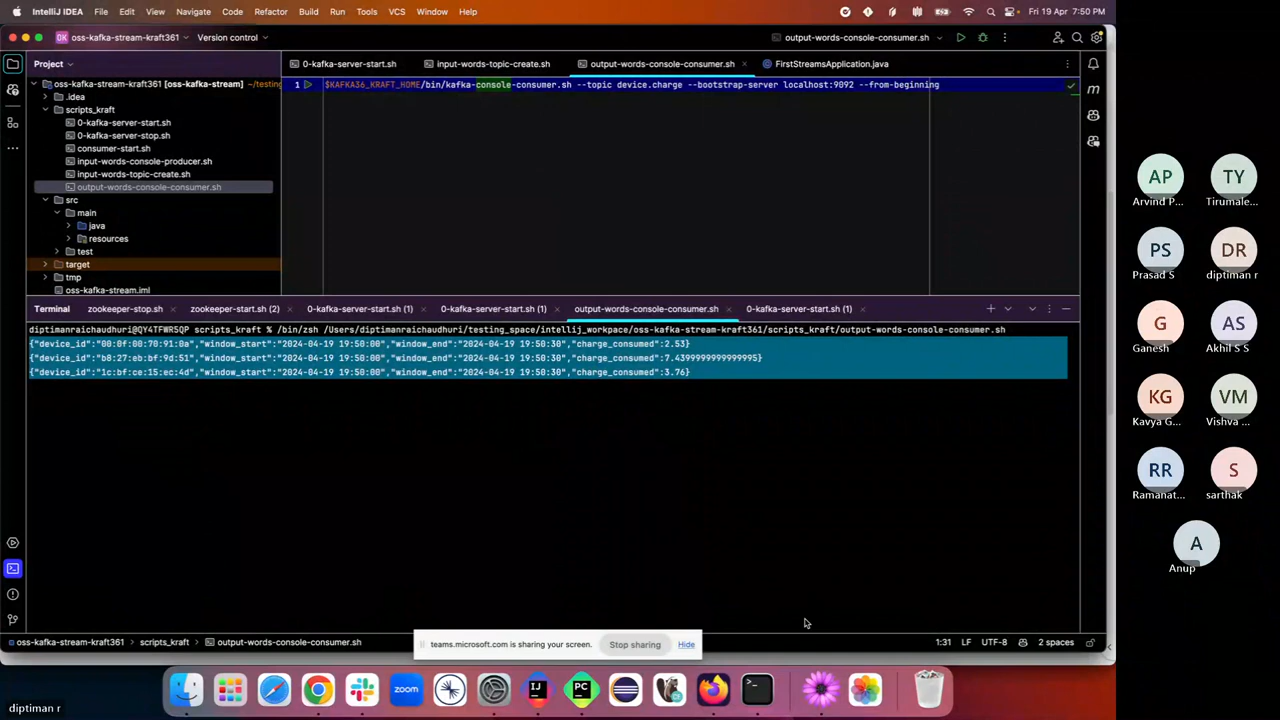 IntelliJ IDEA File Edit View Navigate Code Refactor Build Run Tools VCS Window Help Fri 19 Apr 7:50 PM
DK oss-kafka-stream-kraft361 Version control output-words-console-consumer.sh
Project
0-kafka-server-start.sh input-words-topic-create.sh output-words-console-consumer.sh FirstStreamsApplication.java
oss-kafka-stream-kraft361 [oss-kafka-stream] ~/testing
.idea
scripts_kraft
0-kafka-server-start.sh
0-kafka-server-stop.sh
consumer-start.sh
input-words-console-producer.sh
input-words-topic-create.sh
output-words-console-consumer.sh
src
main
java
resources
test
target
tmp
oss-kafka-stream.iml
1 $KAFKA36_KRAFT_HOME/bin/kafka-console-consumer.sh --topic device.charge --bootstrap-server localhost:9092 --from-beginning
Terminal zookeeper-stop.sh zookeeper-start.sh (2) 0-kafka-server-start.sh (1) 0-kafka-server-start.sh (1) output-words-console-consumer.sh 0-kafka-server-start.sh (1)
diptimanraichaudhuri@QY4TFWR5QP scripts_kraft % /bin/zsh /Users/diptimanraichaudhuri/testing_space/intellij_workpace/oss-kafka-stream-kraft361/scripts_kraft/output-words-console-consumer.sh
{"device_id":"00:0f:00:70:91:0a","window_start":"2024-04-19 19:50:00","window_end":"2024-04-19 19:50:30","charge_consumed":2.53}
{"device_id":"b8:27:eb:bf:9d:51","window_start":"2024-04-19 19:50:00","window_end":"2024-04-19 19:50:30","charge_consumed":7.4399999999999995}
{"device_id":"1c:bf:ce:15:ec:4d","window_start":"2024-04-19 19:50:00","window_end":"2024-04-19 19:50:30","charge_consumed":3.76}
oss-kafka-stream-kraft361 scripts_kraft output-words-console-consumer.sh 1:31 LF UTF-8 2 spaces
teams.microsoft.com is sharing your screen. Stop sharing Hide
zoom
IJ
PC
diptiman r
AP
Arvind P...
TY
Tirumale...
PS
Prasad S
DR
diptiman r
G
Ganesh
AS
Akhil S S
KG
Kavya G...
VM
Vishva ...
RR
Ramanat...
S
sarthak
A
Anup